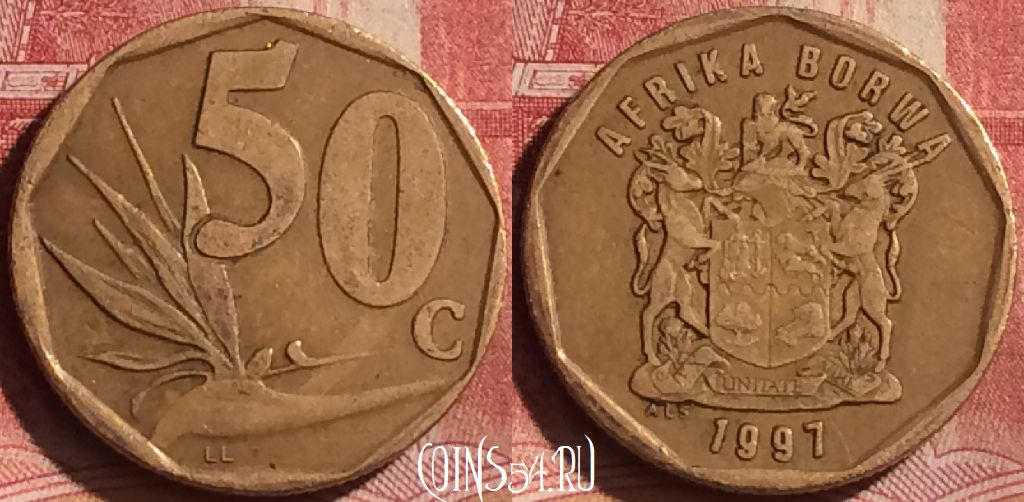 50
C
LL
AFRIKA BORWA
UNITATE
ALS
1997
COINS54.RU